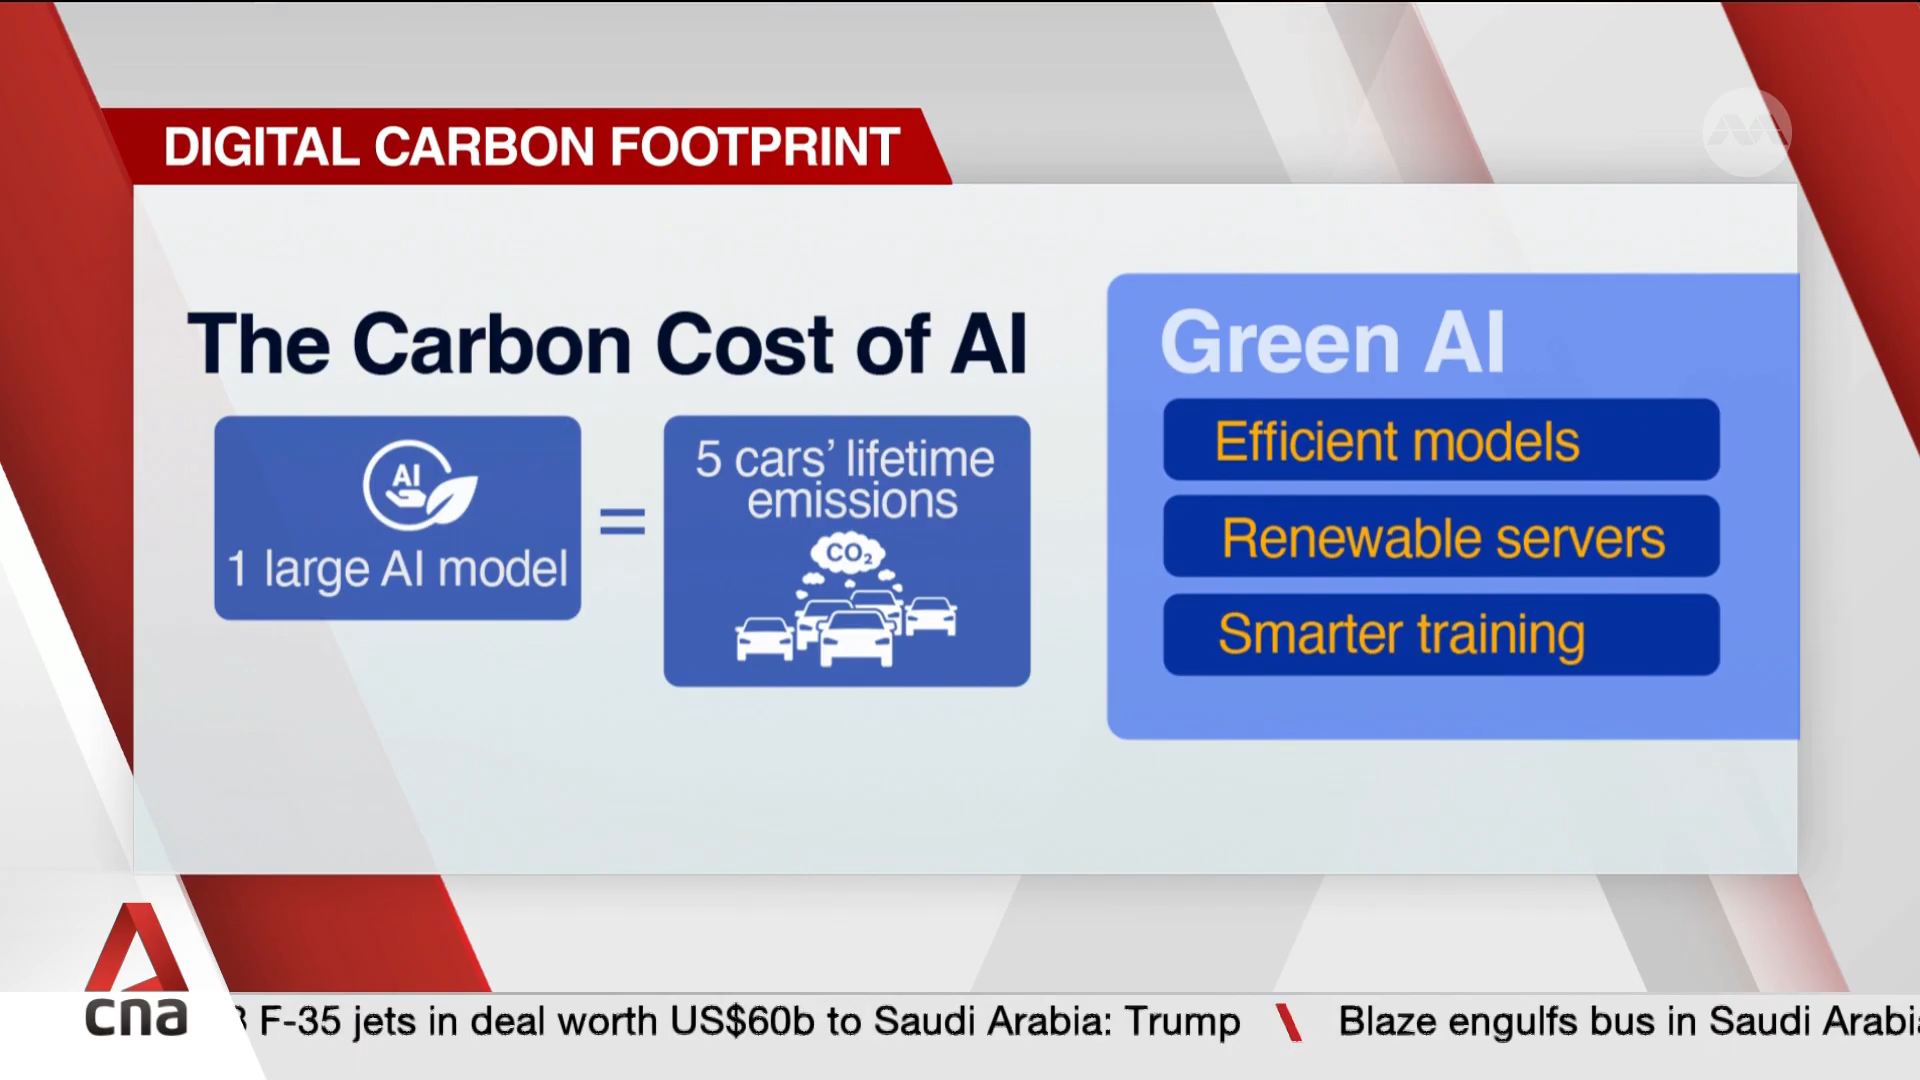 DIGITAL CARBON FOOTPRINT
The Carbon Cost of AI
AI
1 large AI model
=
5 cars’ lifetime
emissions
CO₂
Green AI
Efficient models
Renewable servers
Smarter training
cna
F-35 jets in deal worth US$60b to Saudi Arabia: Trump
Blaze engulfs bus in Saudi